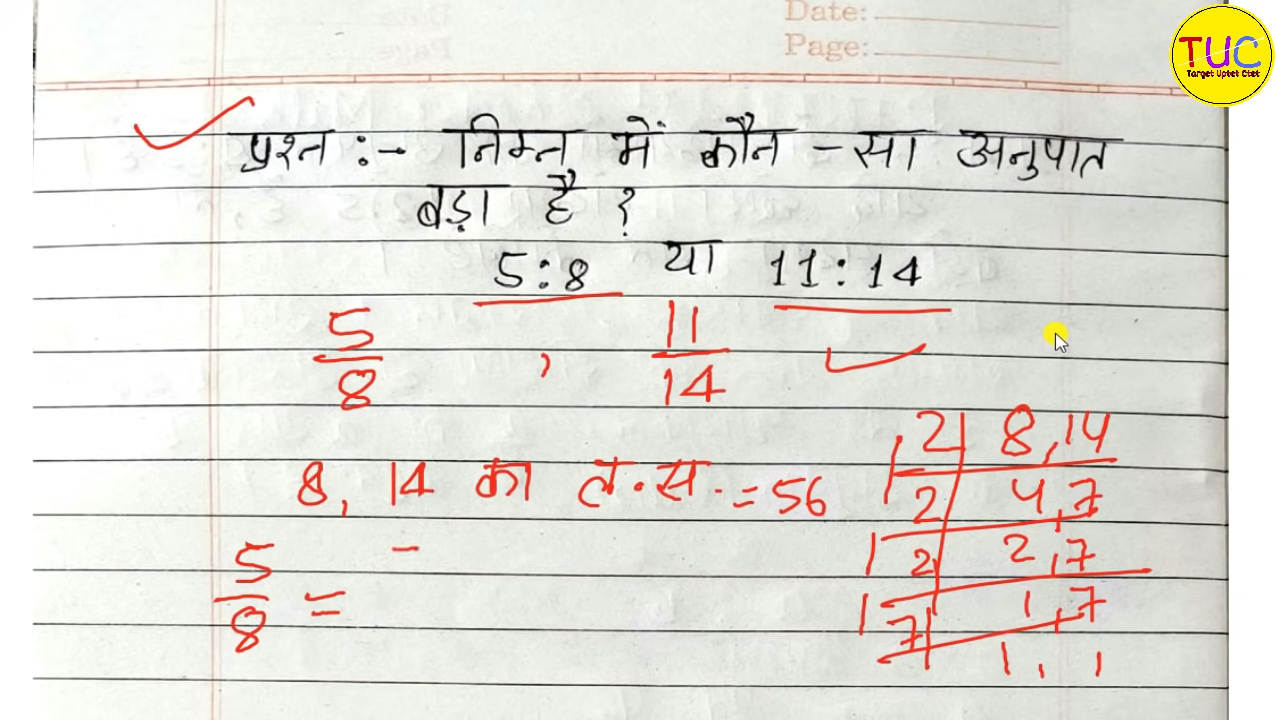 Date:
Page:
TUC
Target Uptet Ctet
प्रश्न :- निम्न में कौन-सा अनुपात
बड़ा है ?
5:8 या 11:14
5/8 , 11/14
8, 14 का ल.स. = 56
5/8 =
2 | 8, 14
2 | 4, 7
2 | 2, 7
7 | 1, 7
1, 1